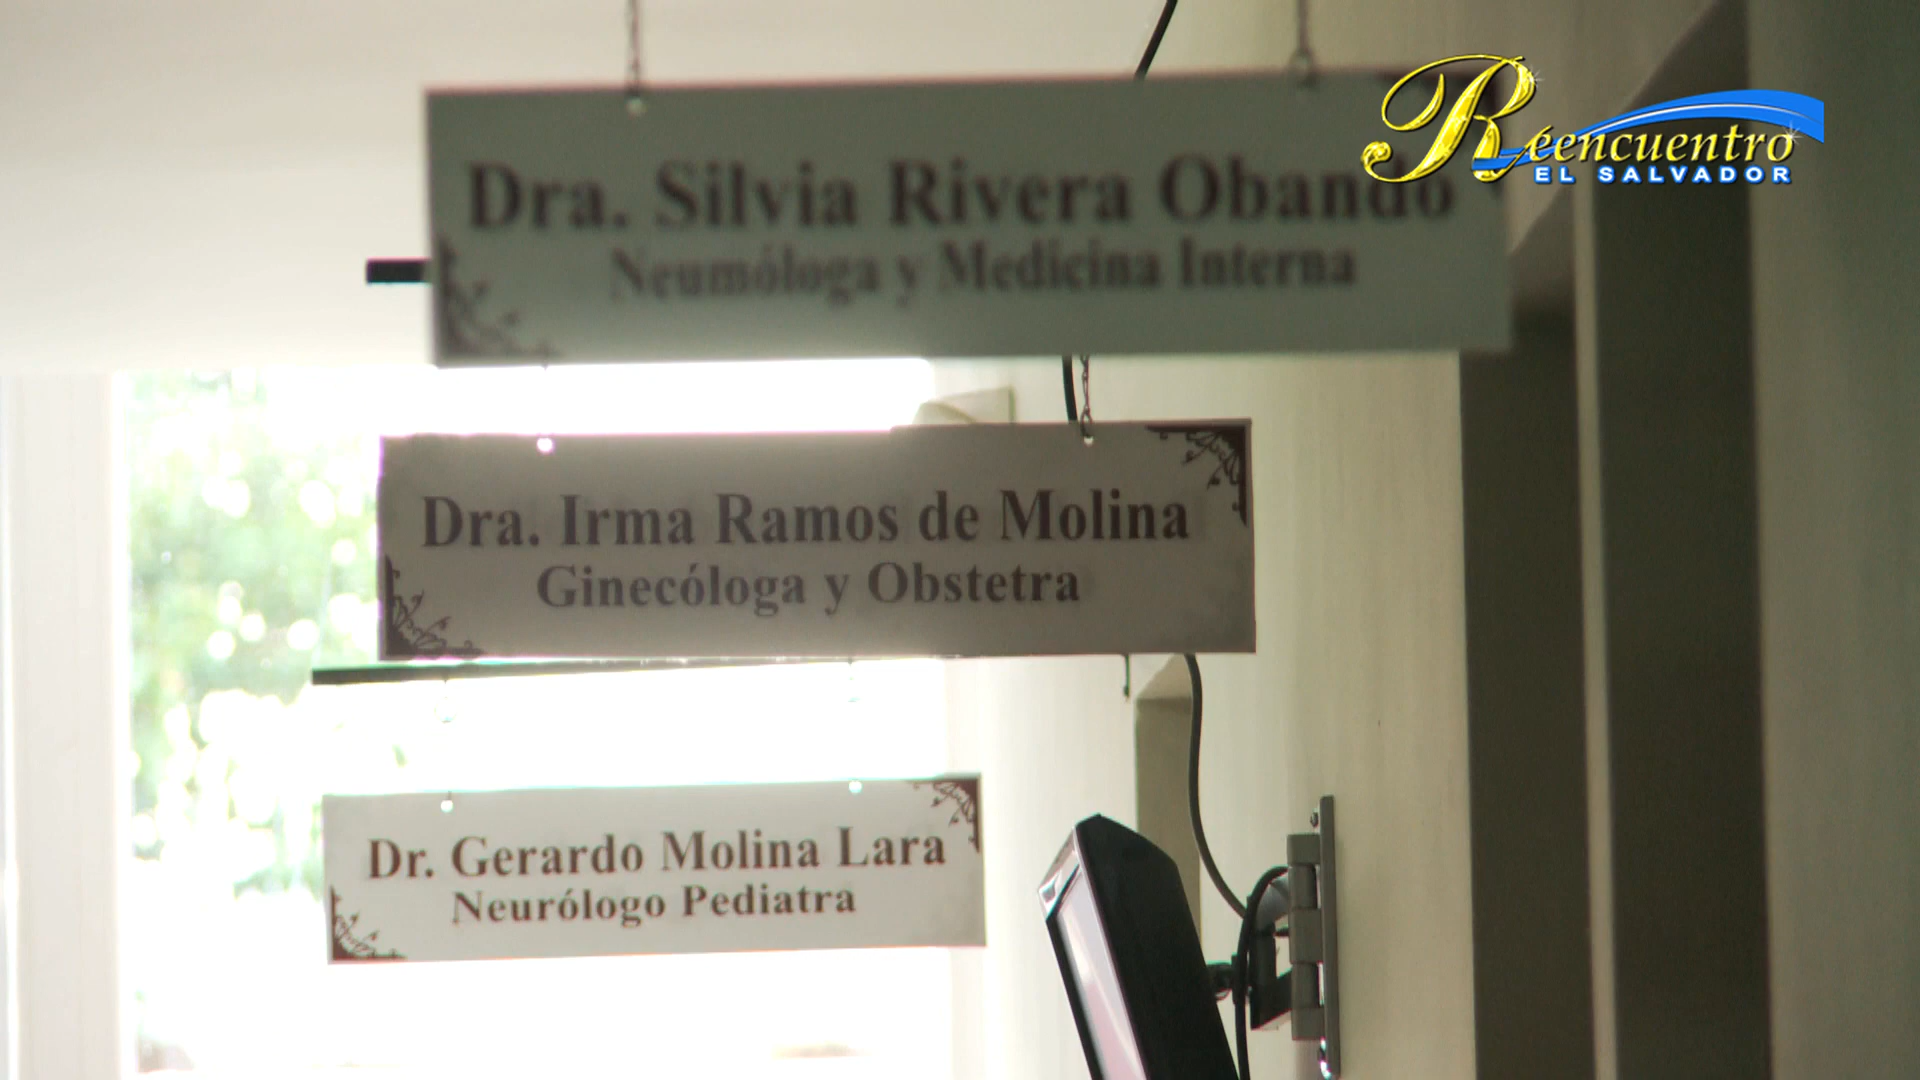 Reencuentro
EL SALVADOR
Dra. Silvia Rivera Obando
Neumóloga y Medicina Interna
Dra. Irma Ramos de Molina
Ginecóloga y Obstetra
Dr. Gerardo Molina Lara
Neurólogo Pediatra